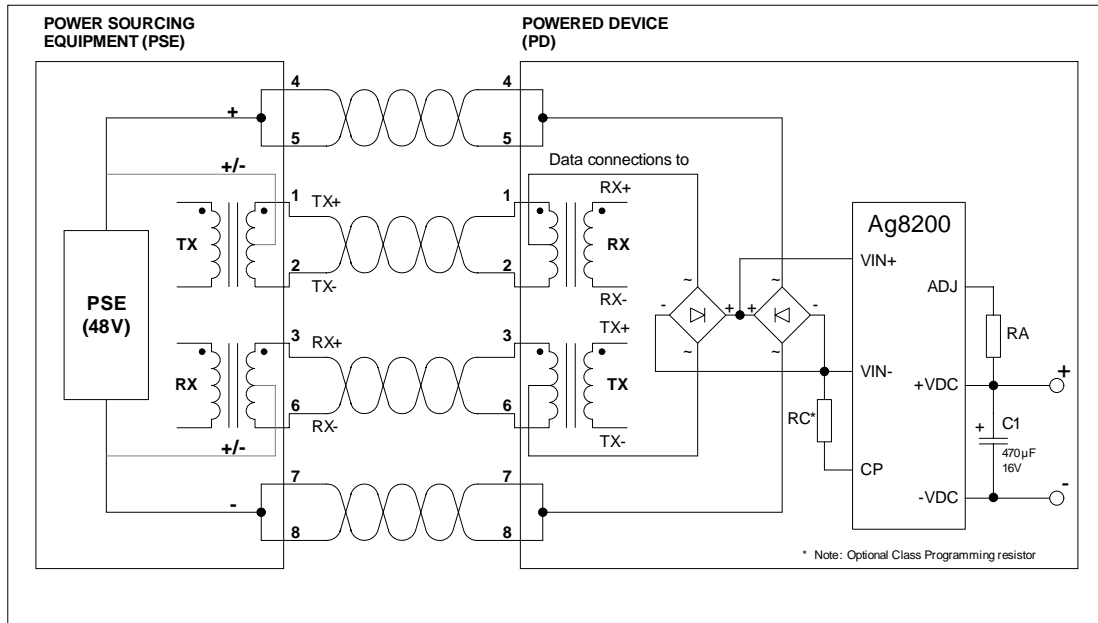 POWER SOURCING
EQUIPMENT (PSE)
POWERED DEVICE
(PD)
4
4
+
5
5
Data connections to
+/-
1
TX+
1
RX+
TX
RX
2
TX-
2
RX-
PSE
(48V)
3
RX+
3
TX+
RX
TX
6
RX-
6
TX-
+/-
7
7
-
8
8
~
~
-
+
+
-
~
~
Ag8200
VIN+
ADJ
RA
VIN-
+VDC
+
RC*
+
C1
470µF
16V
CP
-VDC
-
* Note: Optional Class Programming resistor